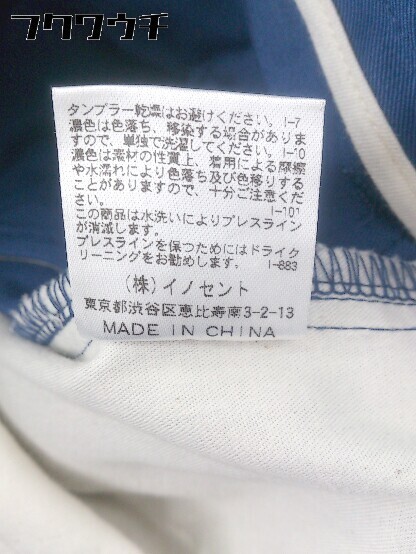 フクウウチ
タンブラー乾燥はお避けください。 I-7
濃色は色落ち、移染する場合がありま
すので、単独で洗濯してください。 I-10
濃色は素材の性質上、着用による摩擦
や水濡れにより色落ち及び色移りする
ことがありますので、十分ご注意くだ
さい。 I-101
この商品は水洗いによりプレスライン
が消滅します。
プレスラインを保つためにはドライク
リーニングをお勧めします。 I-883
(株)イノセント
東京都渋谷区恵比寿南3-2-13
MADE IN CHINA